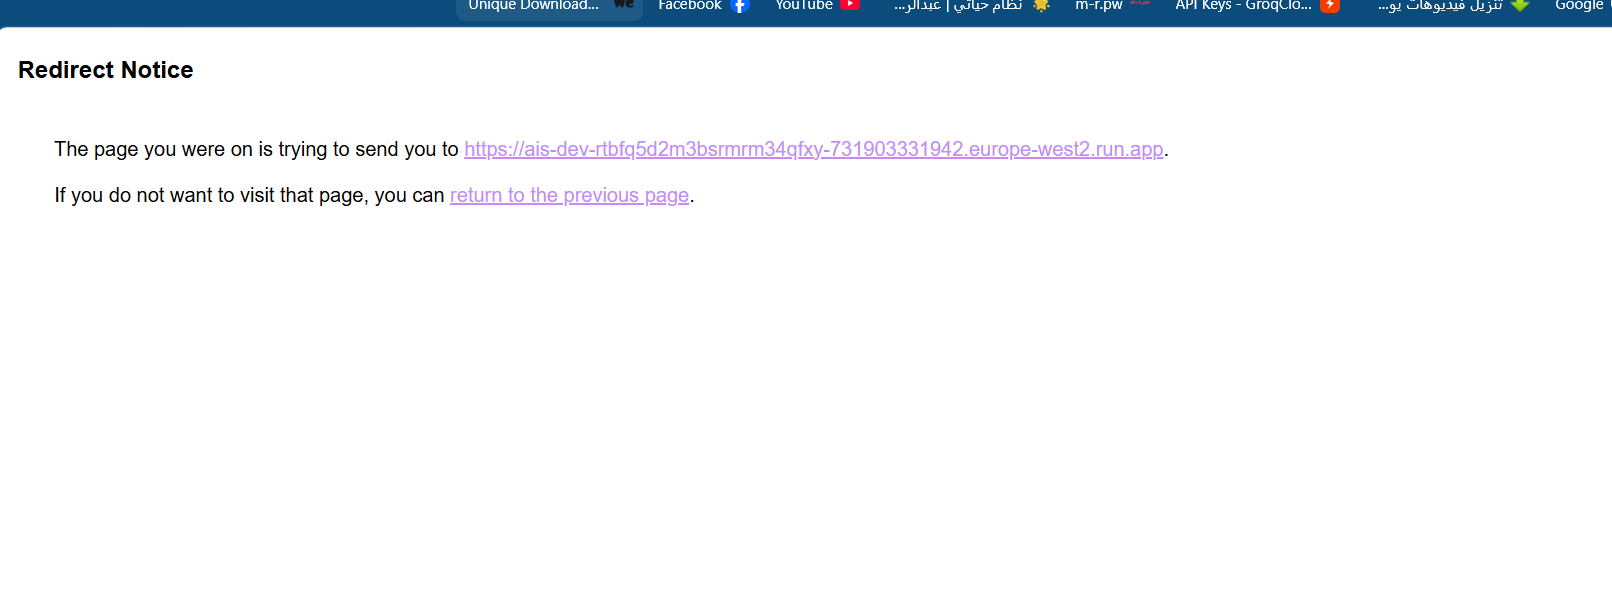 Unique Download... we Facebook YouTube نظام حياتي | عبدالر... m-r.pw API Keys - GroqClo... تنزيل فيديوهات يو... Google
Redirect Notice
The page you were on is trying to send you to https://ais-dev-rtbfq5d2m3bsrmrm34qfxy-731903331942.europe-west2.run.app.
If you do not want to visit that page, you can return to the previous page.